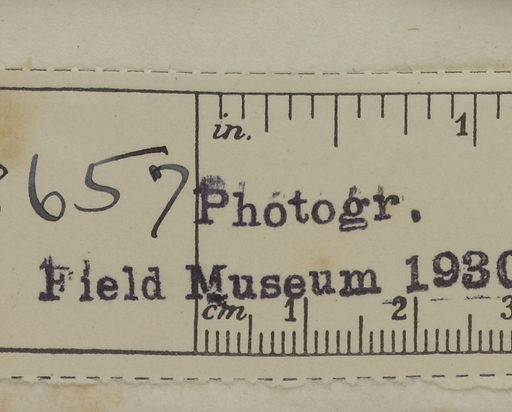 in. 1
657
Photogr.
Field Museum 1930
cm 1 2 3